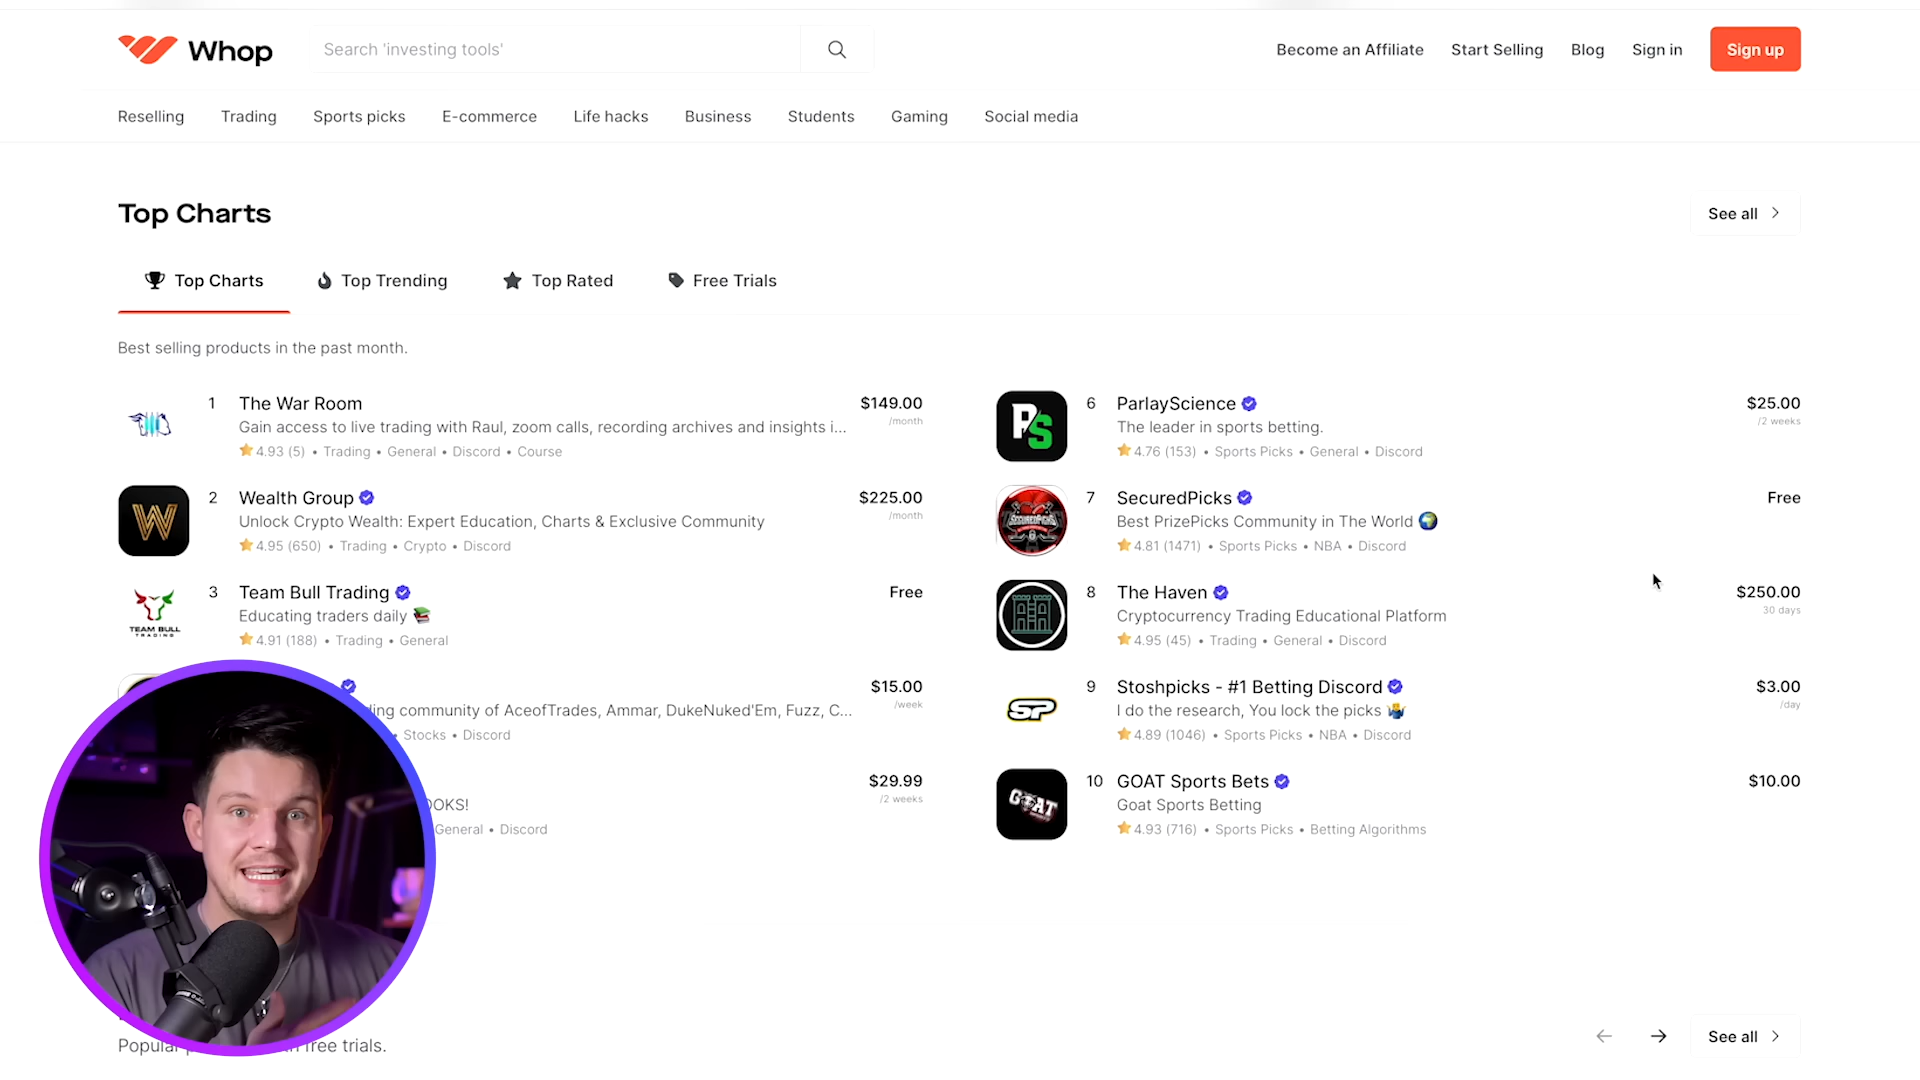 Whop
Search 'investing tools'
Become an Affiliate
Start Selling
Blog
Sign in
Sign up
Reselling
Trading
Sports picks
E-commerce
Life hacks
Business
Students
Gaming
Social media
Top Charts
See all
Top Charts
Top Trending
Top Rated
Free Trials
Best selling products in the past month.
1
The War Room
$149.00
/month
Gain access to live trading with Raul, zoom calls, recording archives and insights i...
4.93 (5) • Trading • General • Discord • Course
W
2
Wealth Group
$225.00
/month
Unlock Crypto Wealth: Expert Education, Charts & Exclusive Community
4.95 (650) • Trading • Crypto • Discord
TEAM BULL
TRADING
3
Team Bull Trading
Free
Educating traders daily 📚
4.91 (188) • Trading • General
$15.00
/week
community of AceofTrades, Ammar, DukeNuked'Em, Fuzz, C...
• Stocks • Discord
$29.99
/2 weeks
General • Discord
PS
6
ParlayScience
$25.00
/2 weeks
The leader in sports betting.
4.76 (153) • Sports Picks • General • Discord
SECUREDPICKS
7
SecuredPicks
Free
Best PrizePicks Community in The World 🌍
4.81 (1471) • Sports Picks • NBA • Discord
8
The Haven
$250.00
30 days
Cryptocurrency Trading Educational Platform
4.95 (45) • Trading • General • Discord
SP
9
Stoshpicks - #1 Betting Discord
$3.00
/day
I do the research, You lock the picks 🤷‍♂️
4.89 (1046) • Sports Picks • NBA • Discord
GOAT
10
GOAT Sports Bets
$10.00
Goat Sports Betting
4.93 (716) • Sports Picks • Betting Algorithms
Popular free trials.
See all